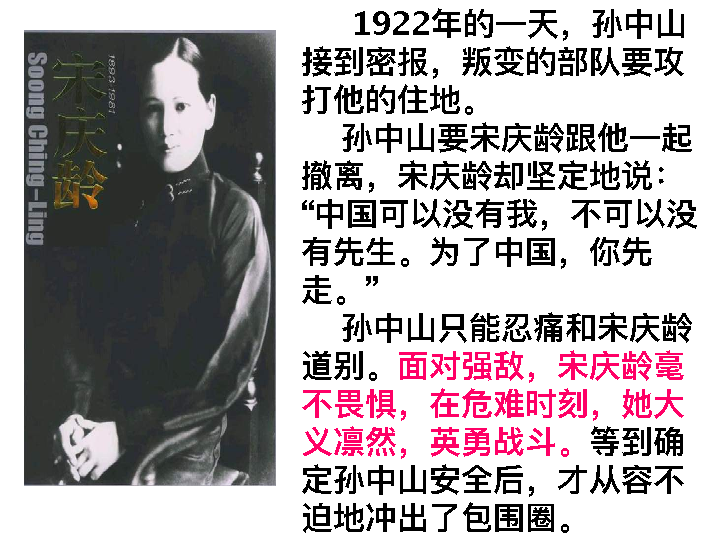 宋庆龄
1893-1981
Soong Ching-Ling
1922年的一天，孙中山
接到密报，叛变的部队要攻
打他的住地。
孙中山要宋庆龄跟他一起
撤离，宋庆龄却坚定地说：
“中国可以没有我，不可以没
有先生。为了中国，你先
走。”
孙中山只能忍痛和宋庆龄
道别。面对强敌，宋庆龄毫
不畏惧，在危难时刻，她大
义凛然，英勇战斗。等到确
定孙中山安全后，才从容不
迫地冲出了包围圈。